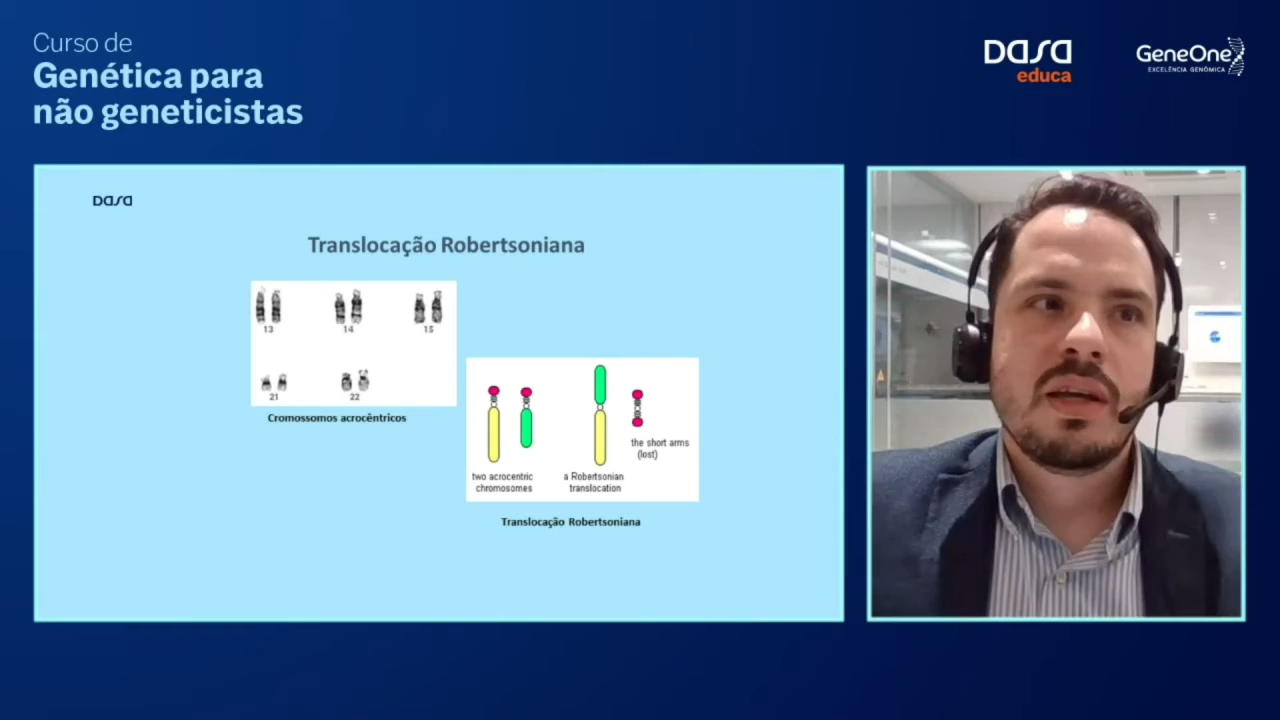 Curso de
Genética para
não geneticistas
Dasa
educa
GeneOne
EXCELÊNCIA GENÔMICA
Dasa
Translocação Robertsoniana
13 14 15
21 22
Cromossomos acrocêntricos
two acrocentric
chromosomes
a Robertsonian
translocation
the short arms
(lost)
Translocação Robertsoniana